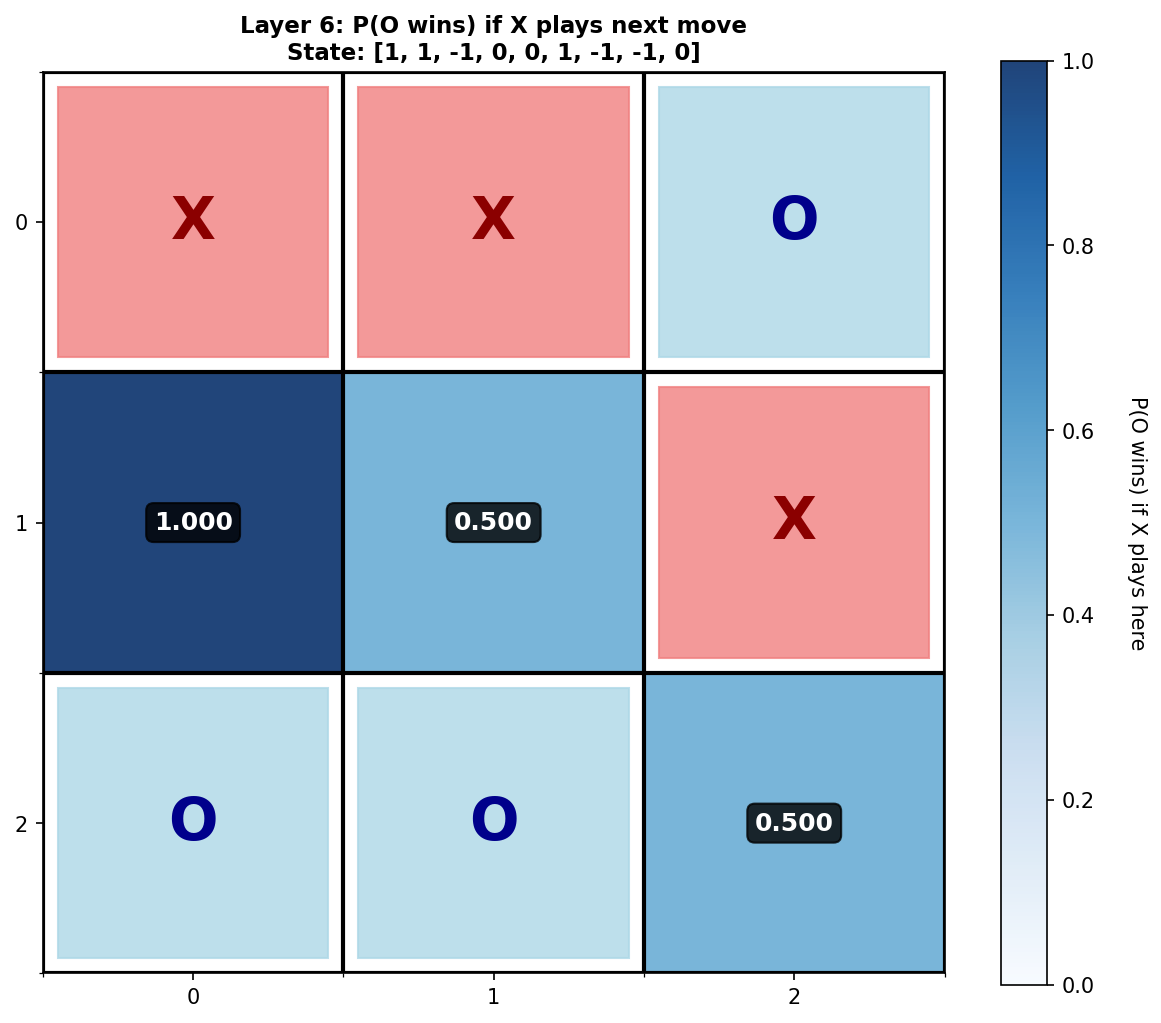 Layer 6: P(O wins) if X plays next move
State: [1, 1, -1, 0, 0, 1, -1, -1, 0]
0
X
X
O
1
1.000
0.500
X
2
O
O
0.500
0
1
2
1.0
0.8
0.6
0.4
0.2
0.0
P(O wins) if X plays here